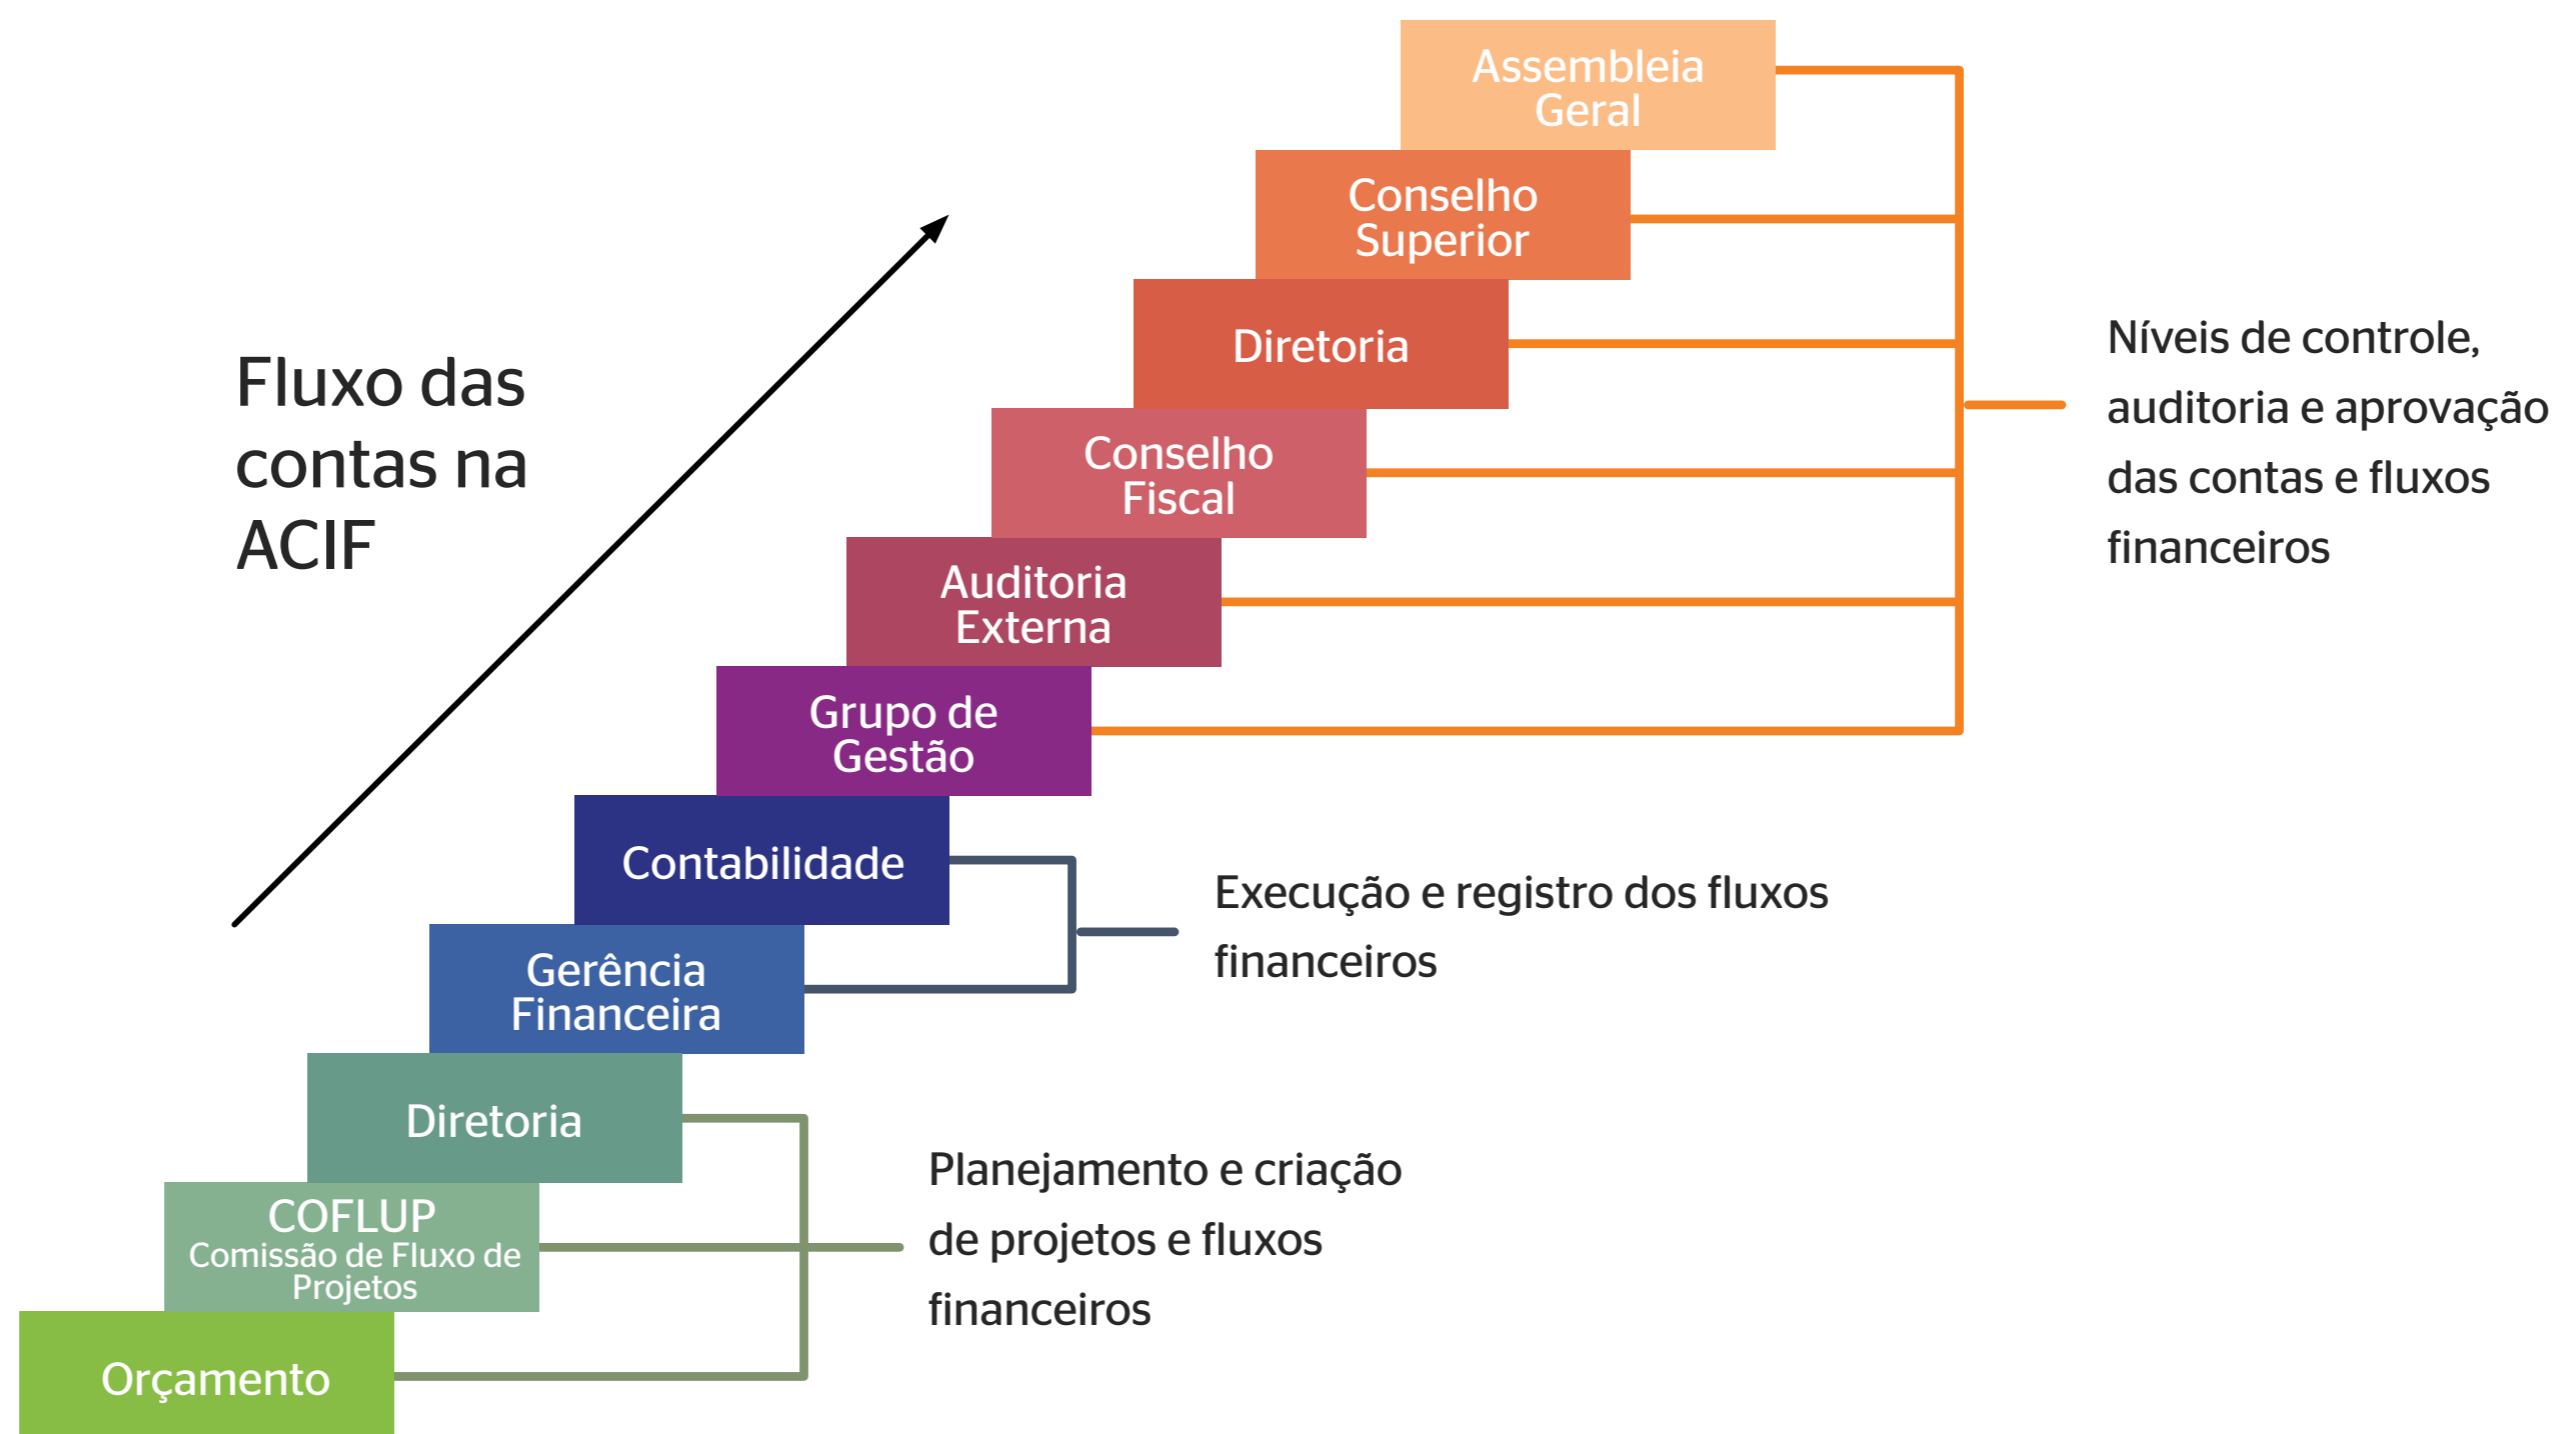 Assembleia
Geral
Conselho
Superior
Diretoria
Níveis de controle,
auditoria e aprovação
das contas e fluxos
financeiros
Fluxo das
contas na
ACIF
Conselho
Fiscal
Auditoria
Externa
Grupo de
Gestão
Contabilidade
Execução e registro dos fluxos
financeiros
Gerência
Financeira
Diretoria
Planejamento e criação
de projetos e fluxos
financeiros
COFLUP
Comissão de Fluxo de
Projetos
Orçamento